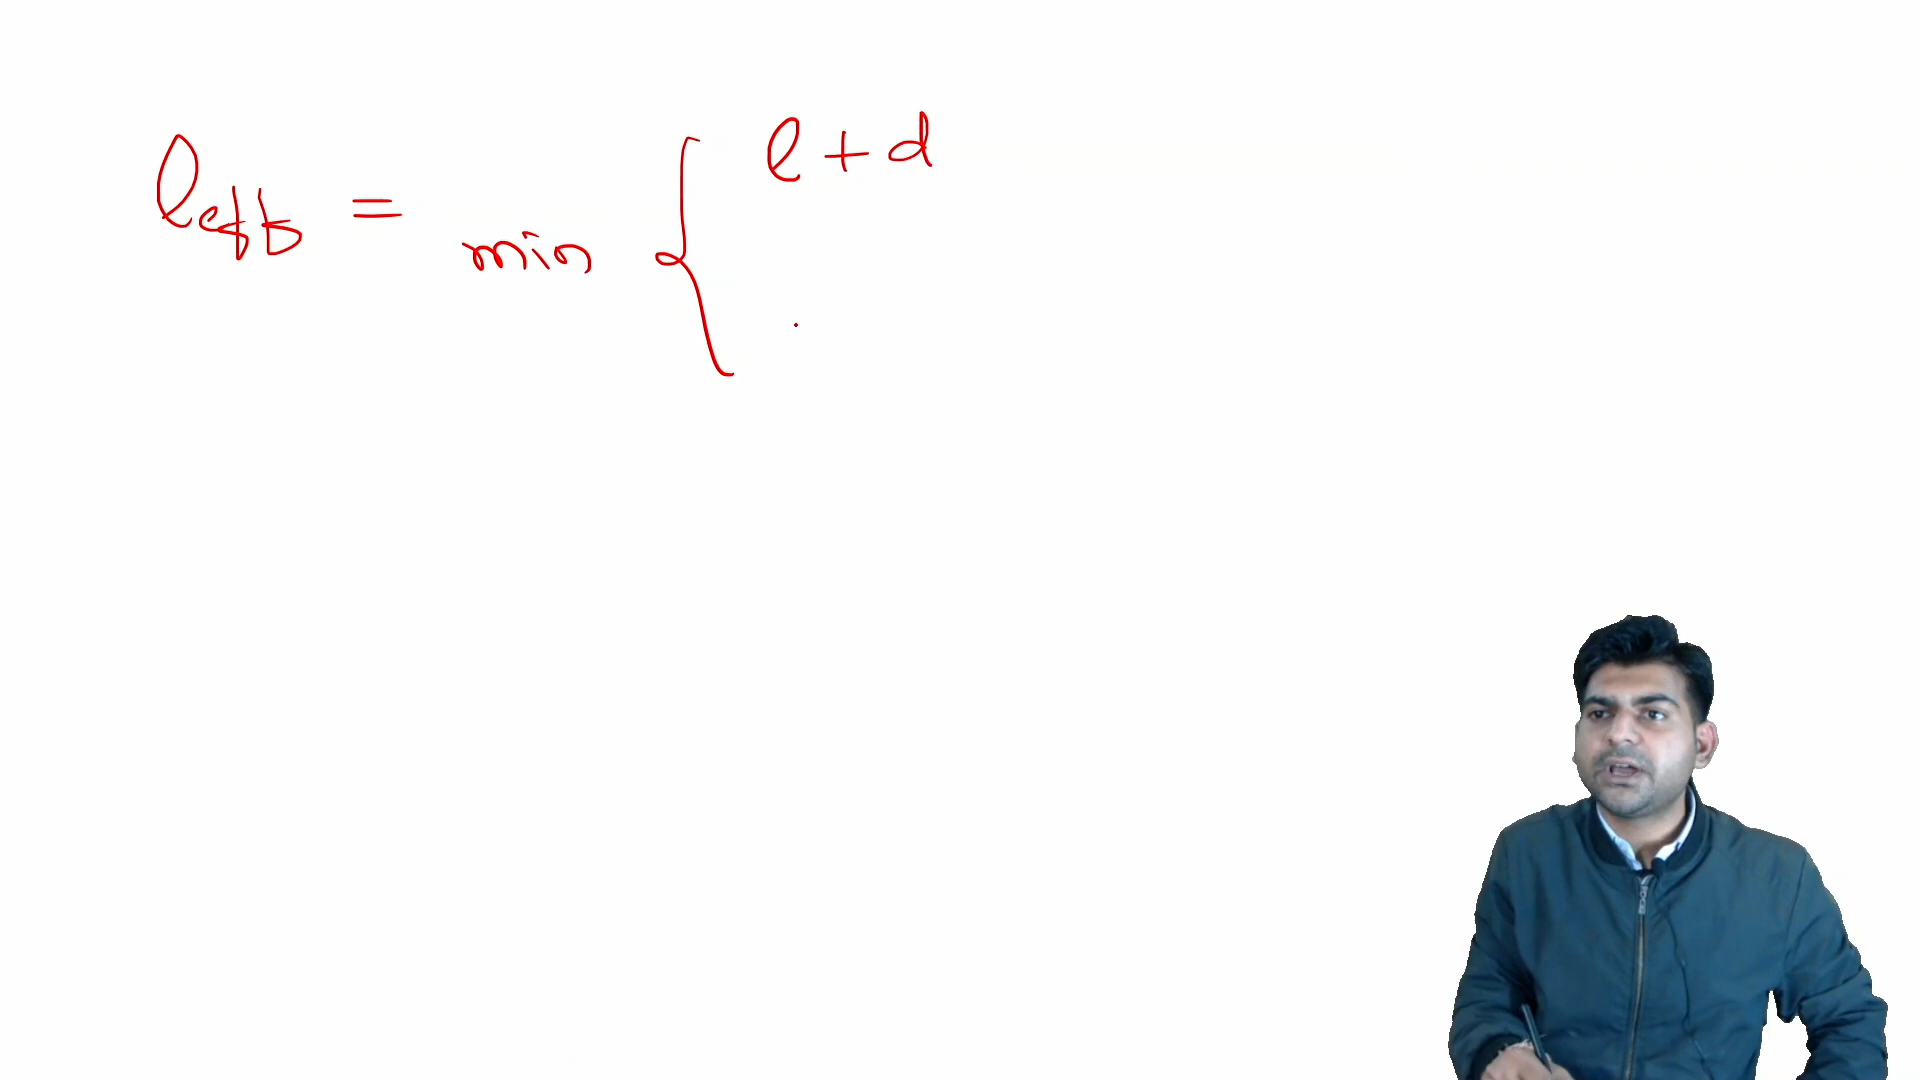 l + d
leff = min {